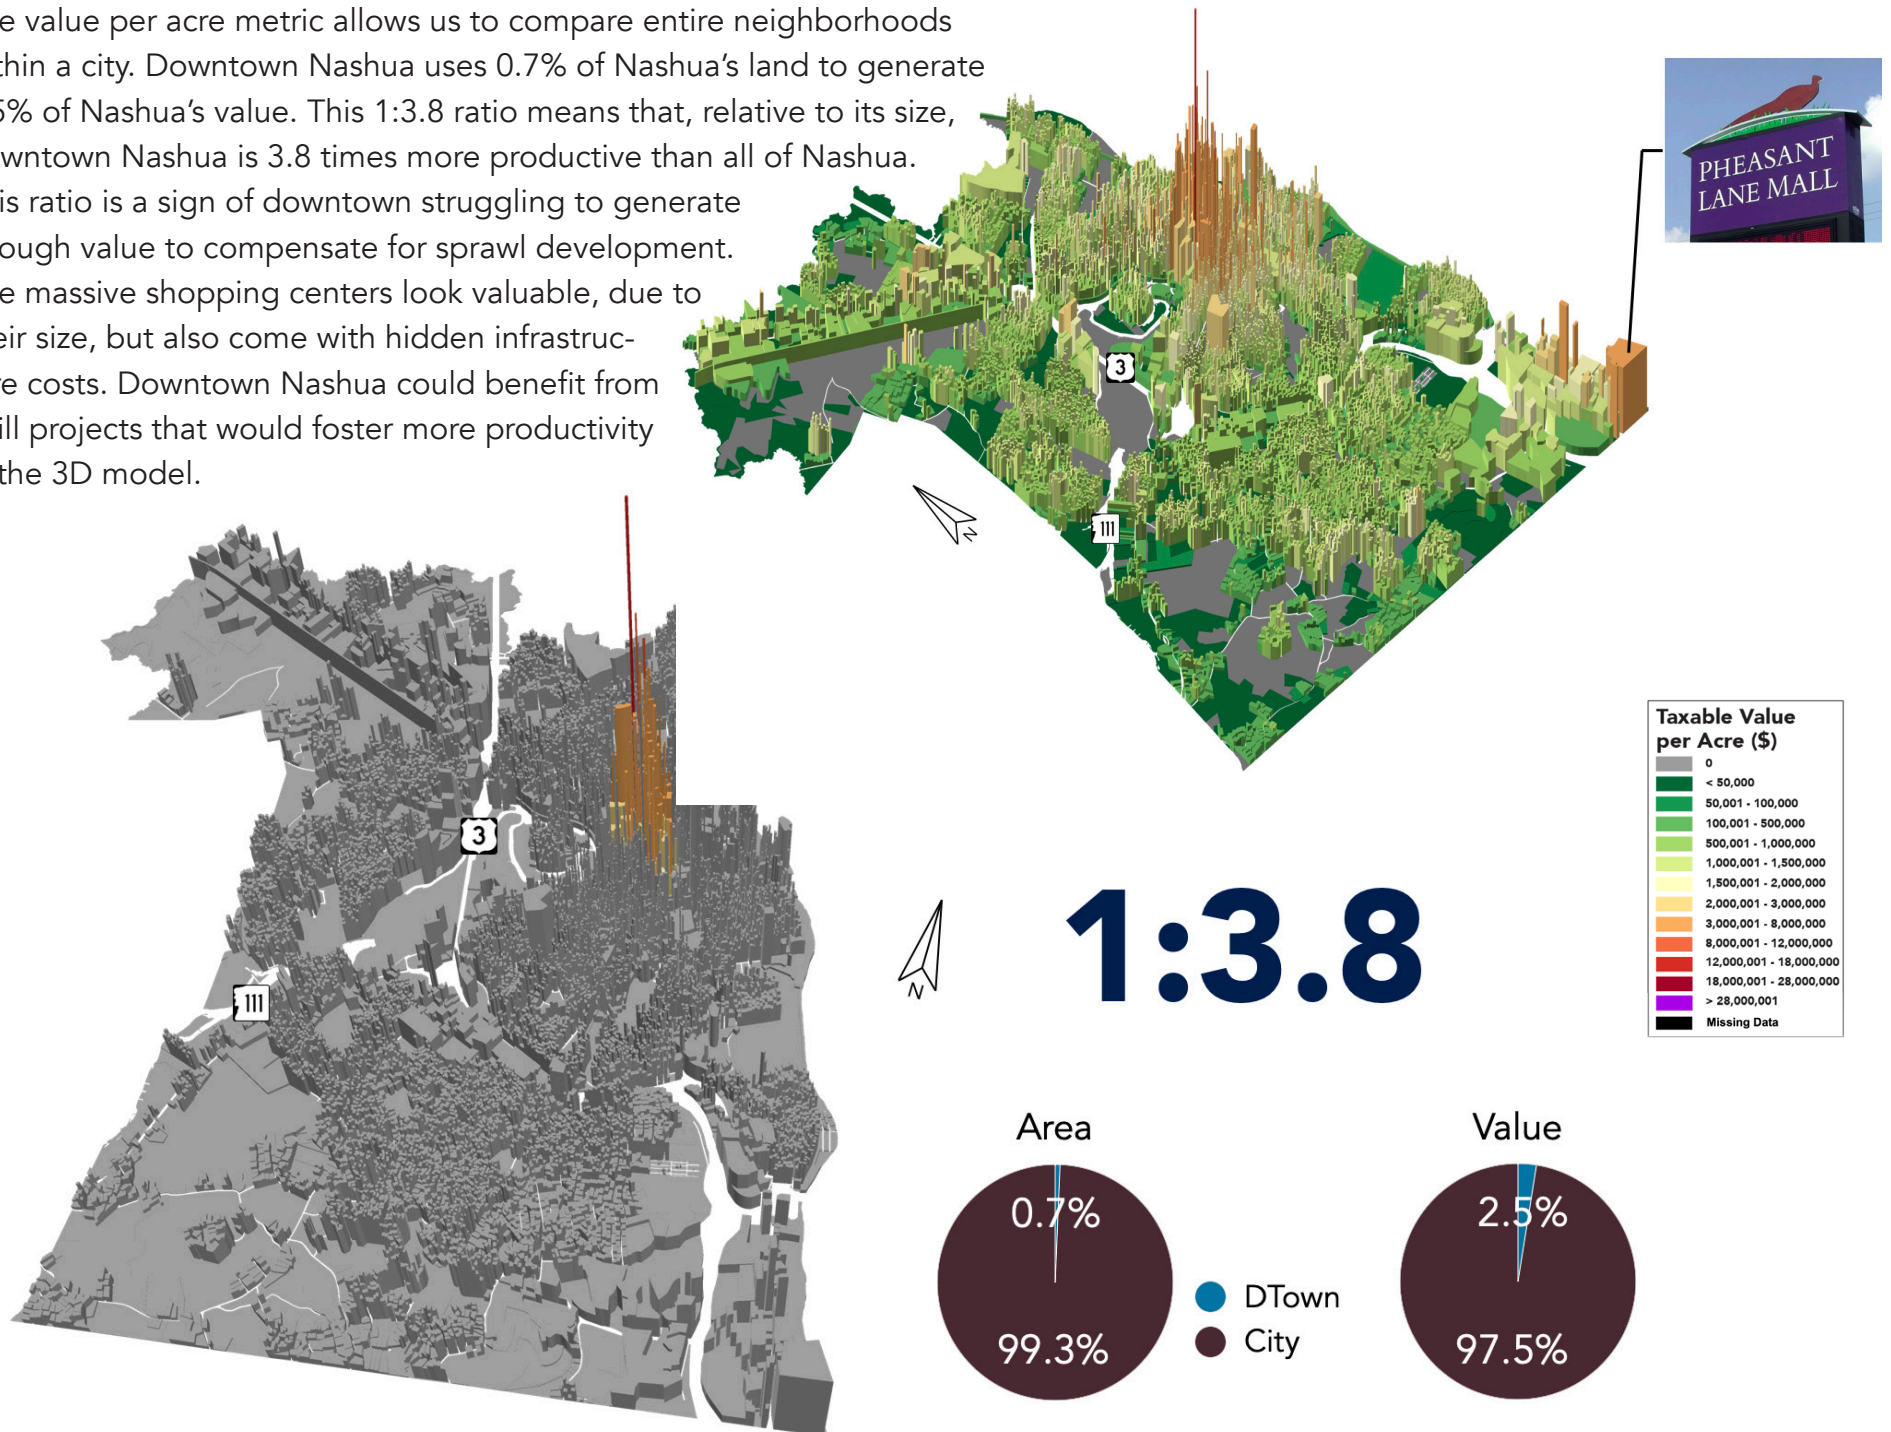 e value per acre metric allows us to compare entire neighborhoods
thin a city. Downtown Nashua uses 0.7% of Nashua’s land to generate
5% of Nashua’s value. This 1:3.8 ratio means that, relative to its size,
wntown Nashua is 3.8 times more productive than all of Nashua.
is ratio is a sign of downtown struggling to generate
ough value to compensate for sprawl development.
e massive shopping centers look valuable, due to
eir size, but also come with hidden infrastruc-
re costs. Downtown Nashua could benefit from
ill projects that would foster more productivity
the 3D model.
PHEASANT
LANE MALL
3
111
N
3
111
N
1:3.8
Taxable Value
per Acre ($)
0
< 50,000
50,001 - 100,000
100,001 - 500,000
500,001 - 1,000,000
1,000,001 - 1,500,000
1,500,001 - 2,000,000
2,000,001 - 3,000,000
3,000,001 - 8,000,000
8,000,001 - 12,000,000
12,000,001 - 18,000,000
18,000,001 - 28,000,000
> 28,000,001
Missing Data
Area
0.7%
99.3%
DTown
City
Value
2.5%
97.5%